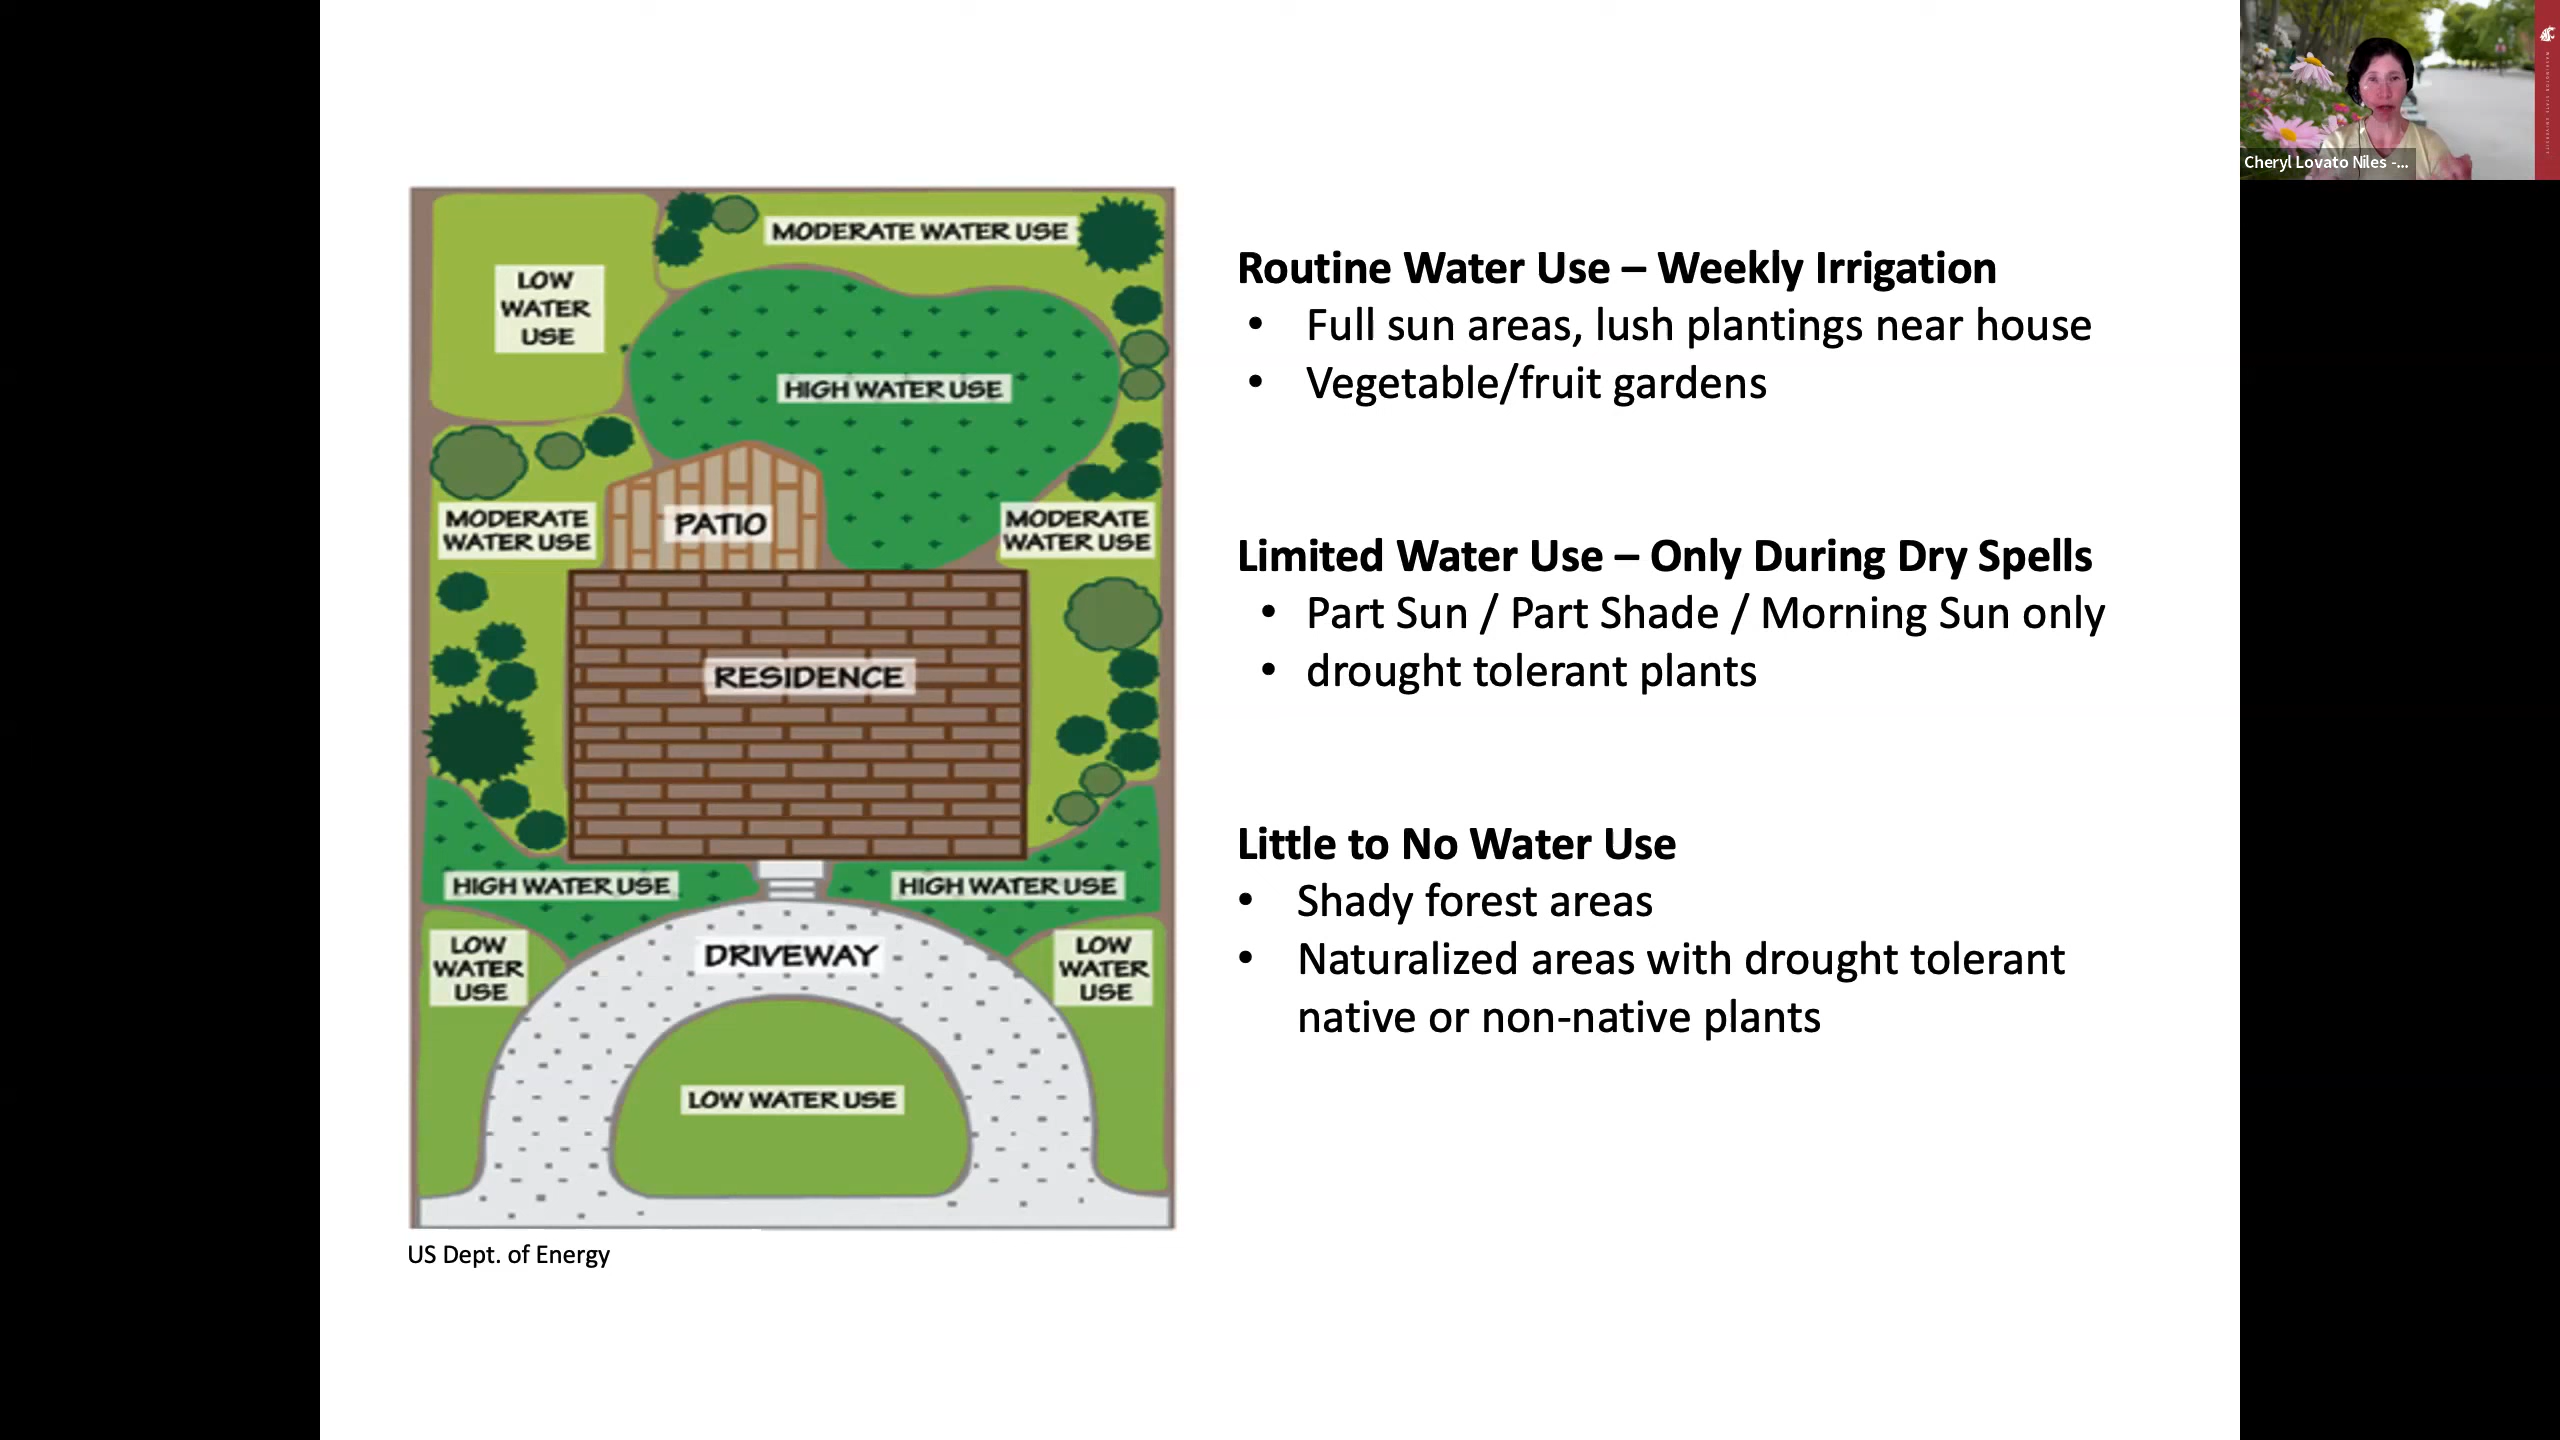 MODERATE WATER USE
LOW
WATER
USE
HIGH WATER USE
MODERATE
WATER USE
PATIO
MODERATE
WATER USE
RESIDENCE
HIGH WATER USE
HIGH WATER USE
LOW
WATER
USE
DRIVEWAY
LOW
WATER
USE
LOW WATER USE
US Dept. of Energy
Routine Water Use – Weekly Irrigation
• Full sun areas, lush plantings near house
• Vegetable/fruit gardens
Limited Water Use – Only During Dry Spells
• Part Sun / Part Shade / Morning Sun only
• drought tolerant plants
Little to No Water Use
• Shady forest areas
• Naturalized areas with drought tolerant
native or non-native plants
Cheryl Lovato Niles -...